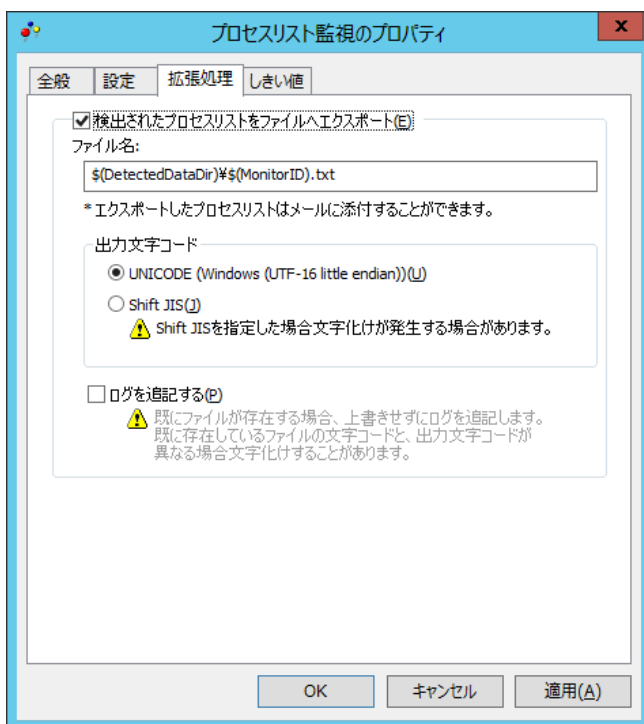 プロセスリスト監視のプロパティ
x
全般 設定 拡張処理 しきい値
検出されたプロセスリストをファイルへエクスポート(E)
ファイル名:
$(DetectedDataDir)¥$(MonitorID).txt
*エクスポートしたプロセスリストはメールに添付することができます。
出力文字コード
UNICODE (Windows (UTF-16 little endian))(U)
Shift JIS(J)
Shift JISを指定した場合文字化けが発生する場合があります。
ログを追記する(P)
既にファイルが存在する場合、上書きせずにログを追記します。
既に存在しているファイルの文字コードと、出力文字コードが
異なる場合文字化けすることがあります。
OK キャンセル 適用(A)